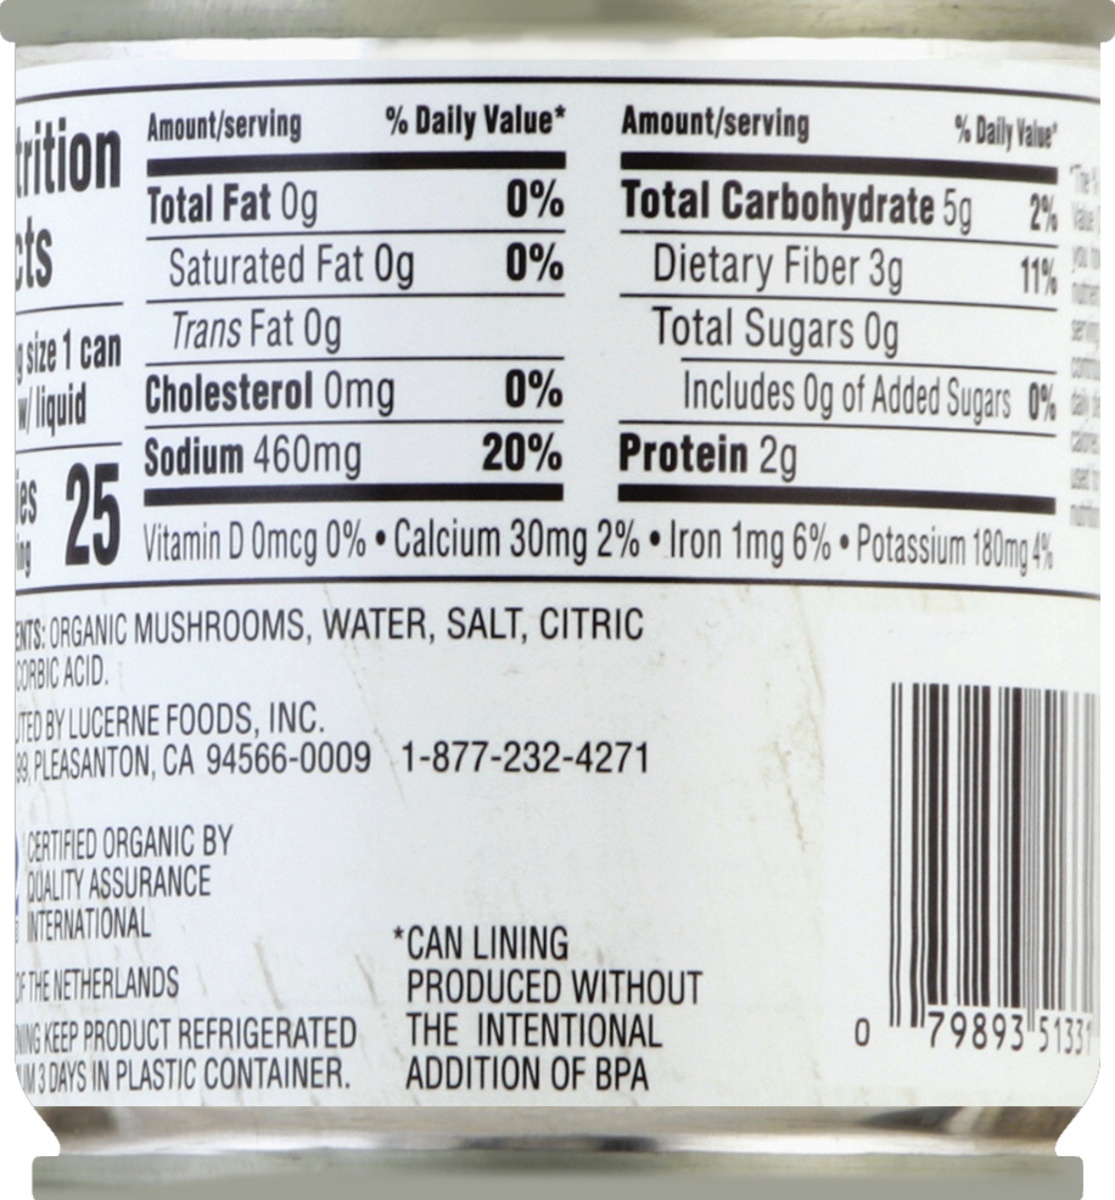 trition
cts
g size 1 can
w/ liquid
ies
ing
25
Amount/serving % Daily Value*
Total Fat 0g 0%
Saturated Fat 0g 0%
Trans Fat 0g
Cholesterol 0mg 0%
Sodium 460mg 20%
Amount/serving % Daily Value*
Total Carbohydrate 5g 2%
Dietary Fiber 3g 11%
Total Sugars 0g
Includes 0g of Added Sugars 0%
Protein 2g
Vitamin D 0mcg 0% • Calcium 30mg 2% • Iron 1mg 6% • Potassium 180mg 4%
*The %
Value
ENTS: ORGANIC MUSHROOMS, WATER, SALT, CITRIC
CORBIC ACID.
UTED BY LUCERNE FOODS, INC.
99, PLEASANTON, CA 94566-0009 1-877-232-4271
CERTIFIED ORGANIC BY
QUALITY ASSURANCE
INTERNATIONAL
OF THE NETHERLANDS
NING KEEP PRODUCT REFRIGERATED
UM 3 DAYS IN PLASTIC CONTAINER.
*CAN LINING
PRODUCED WITHOUT
THE INTENTIONAL
ADDITION OF BPA
0 79893 51331